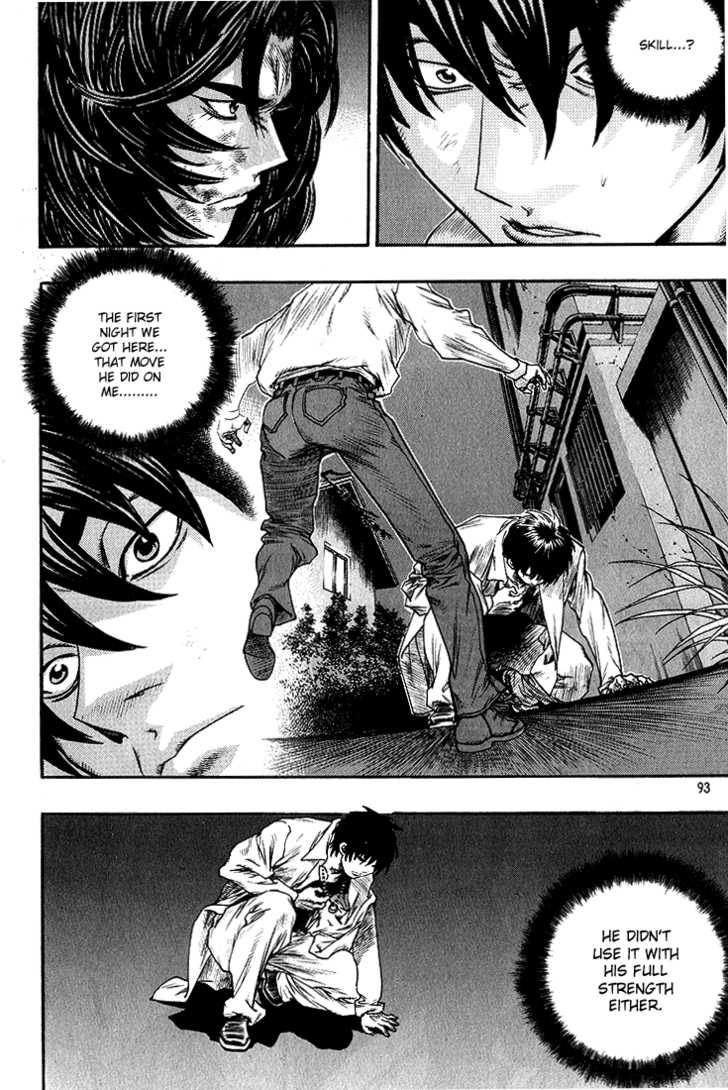 SKILL...?
THE FIRST
NIGHT WE
GOT HERE...
THAT MOVE
HE DID ON
ME.........
93
HE DIDN'T
USE IT WITH
HIS FULL
STRENGTH
EITHER.